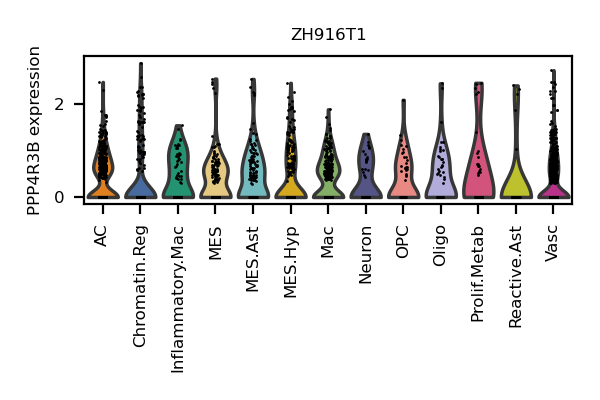 ZH916T1
PPP4R3B expression
2
0
AC
Chromatin.Reg
Inflammatory.Mac
MES
MES.Ast
MES.Hyp
Mac
Neuron
OPC
Oligo
Prolif.Metab
Reactive.Ast
Vasc